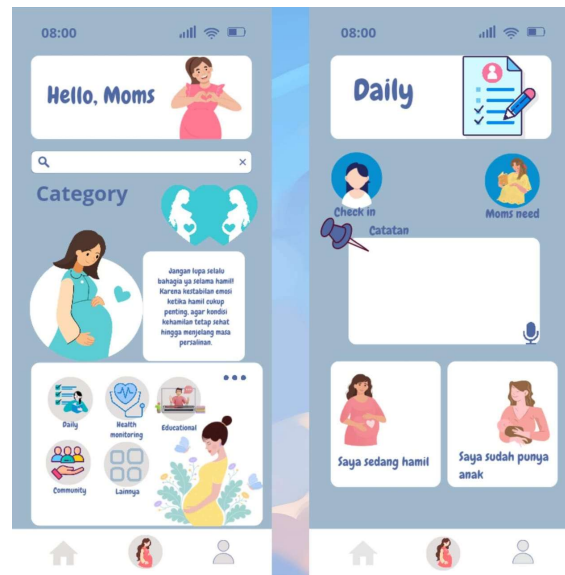 08:00
Hello, Moms
Category
Jangan lupa selalu
bahagia ya selama hamil!
Karena kestabilan emosi
ketika hamil cukup
penting, agar kondisi
kehamilan tetap sehat
hingga menjelang masa
persalinan.
Daily
Health
monitoring
Educational
Community
Lainnya
08:00
Daily
Check in
Moms need
Catatan
Saya sedang hamil
Saya sudah punya
anak